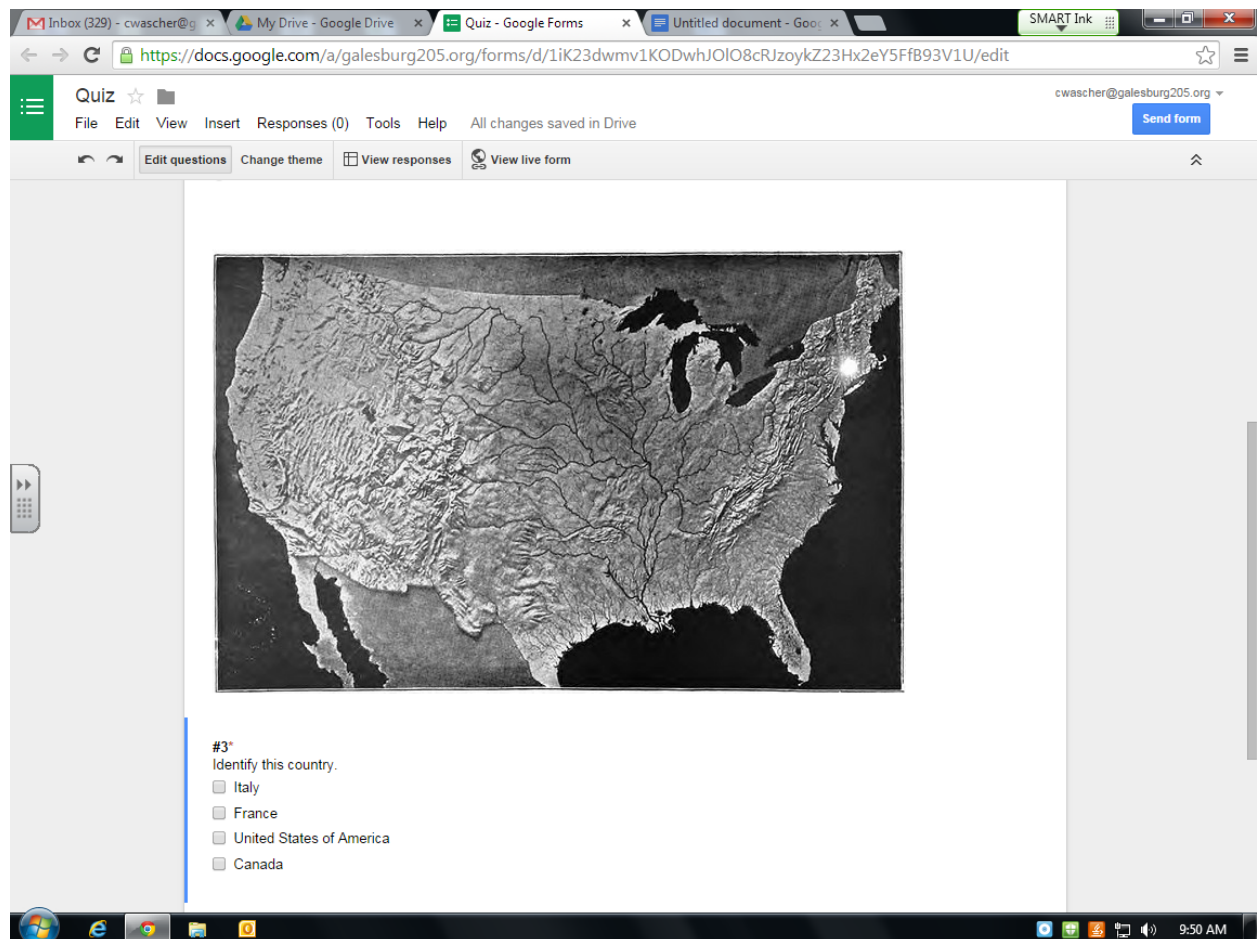 Inbox (329) - cwascher@g
My Drive - Google Drive
Quiz - Google Forms
Untitled document - Goo
SMART Ink
https://docs.google.com/a/galesburg205.org/forms/d/1iK23dwmv1KODwhJOlO8cRJzoykZ23Hx2eY5FfB93V1U/edit
Quiz
cwascher@galesburg205.org
File Edit View Insert Responses (0) Tools Help All changes saved in Drive
Send form
Edit questions Change theme View responses View live form
#3*
Identify this country.
Italy
France
United States of America
Canada
9:50 AM